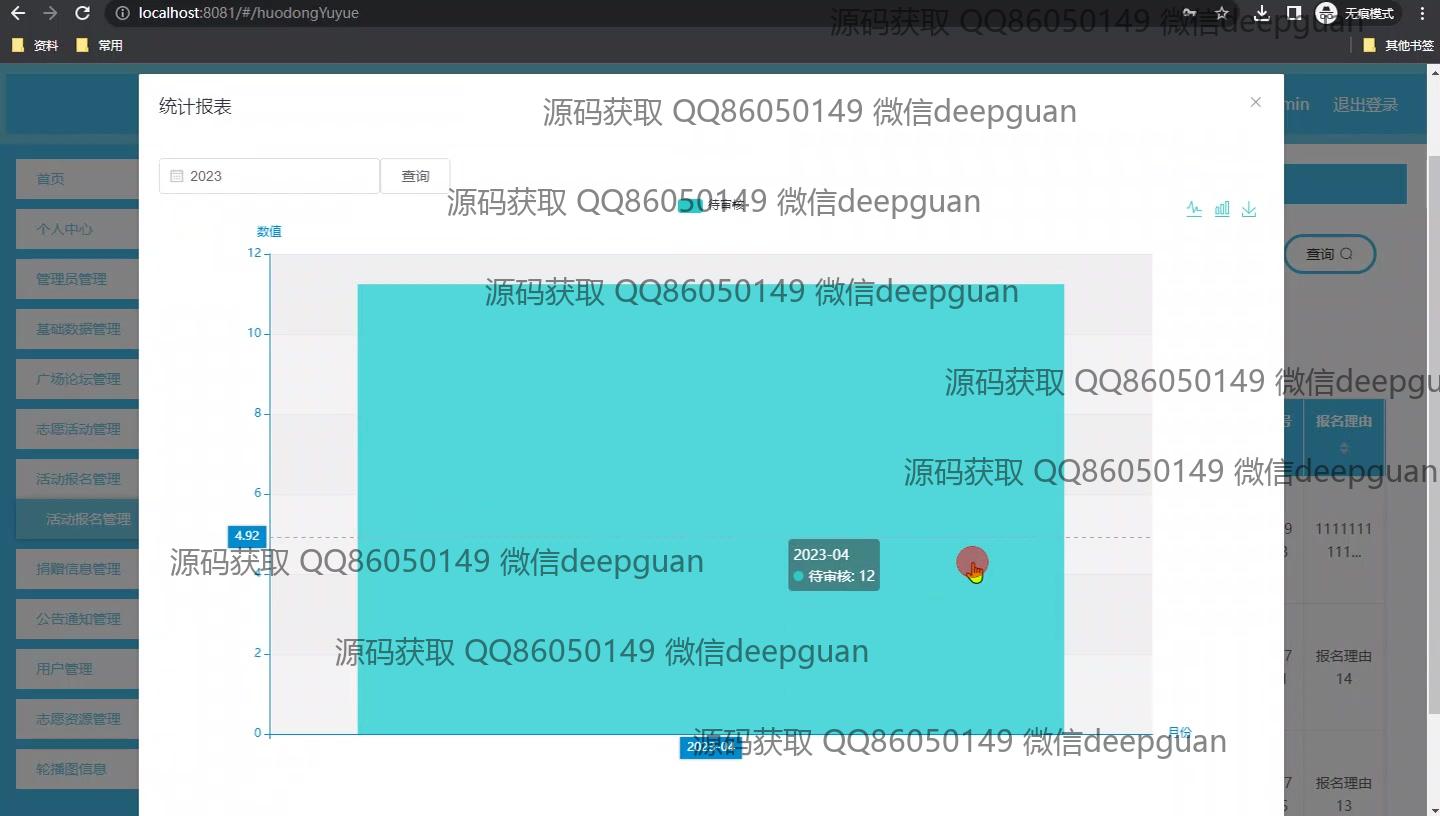 localhost:8081/#/huodongYuyue
无痕模式
资料
常用
其他书签
源码获取 QQ86050149 微信deepguan
统计报表
源码获取 QQ86050149 微信deepguan
min
退出登录
2023
查询
源码获取 QQ86050149 微信deepguan
待审核
数值
12
10
8
6
2
0
4.92
查询
源码获取 QQ86050149 微信deepguan
源码获取 QQ86050149 微信deepgu
源码获取 QQ86050149 微信deepguan
源码获取 QQ86050149 微信deepguan
2023-04
待审核: 12
源码获取 QQ86050149 微信deepguan
源码获取 QQ86050149 微信deepguan
2023-04
月份
首页
个人中心
管理员管理
基础数据管理
广场论坛管理
志愿活动管理
活动报名管理
活动报名管理
捐赠信息管理
公告通知管理
用户管理
志愿资源管理
轮播图信息
号
报名理由
9
3
1111111
111...
7
报名理由
14
7
报名理由
13